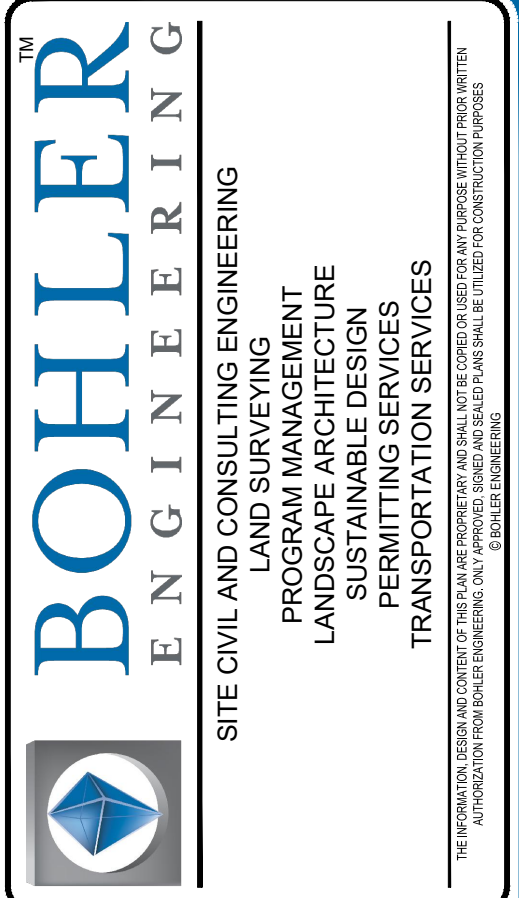 BOHLER™
ENGINEERING
SITE CIVIL AND CONSULTING ENGINEERING
LAND SURVEYING
PROGRAM MANAGEMENT
LANDSCAPE ARCHITECTURE
SUSTAINABLE DESIGN
PERMITTING SERVICES
TRANSPORTATION SERVICES
THE INFORMATION, DESIGN AND CONTENT OF THIS PLAN ARE PROPRIETARY AND SHALL NOT BE COPIED OR USED FOR ANY PURPOSE WITHOUT PRIOR WRITTEN
AUTHORIZATION FROM BOHLER ENGINEERING. ONLY APPROVED, SIGNED AND SEALED PLANS SHALL BE UTILIZED FOR CONSTRUCTION PURPOSES
© BOHLER ENGINEERING